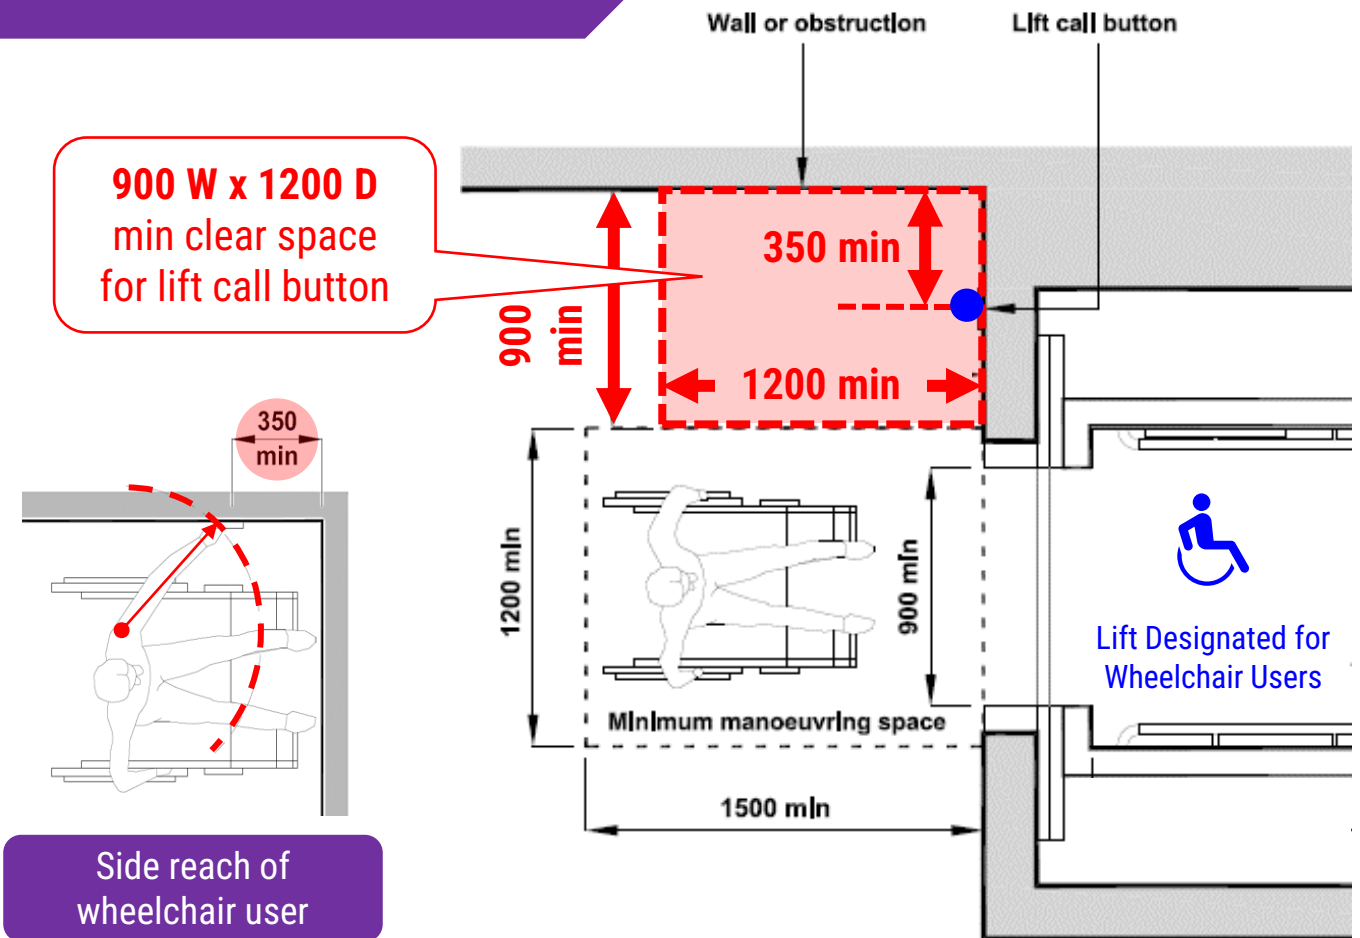 Wall or obstruction
Lift call button
900 W x 1200 D
min clear space
for lift call button
350 min
900
min
1200 min
350
min
1200 min
900 min
Lift Designated for
Wheelchair Users
Minimum manoeuvring space
1500 min
Side reach of
wheelchair user